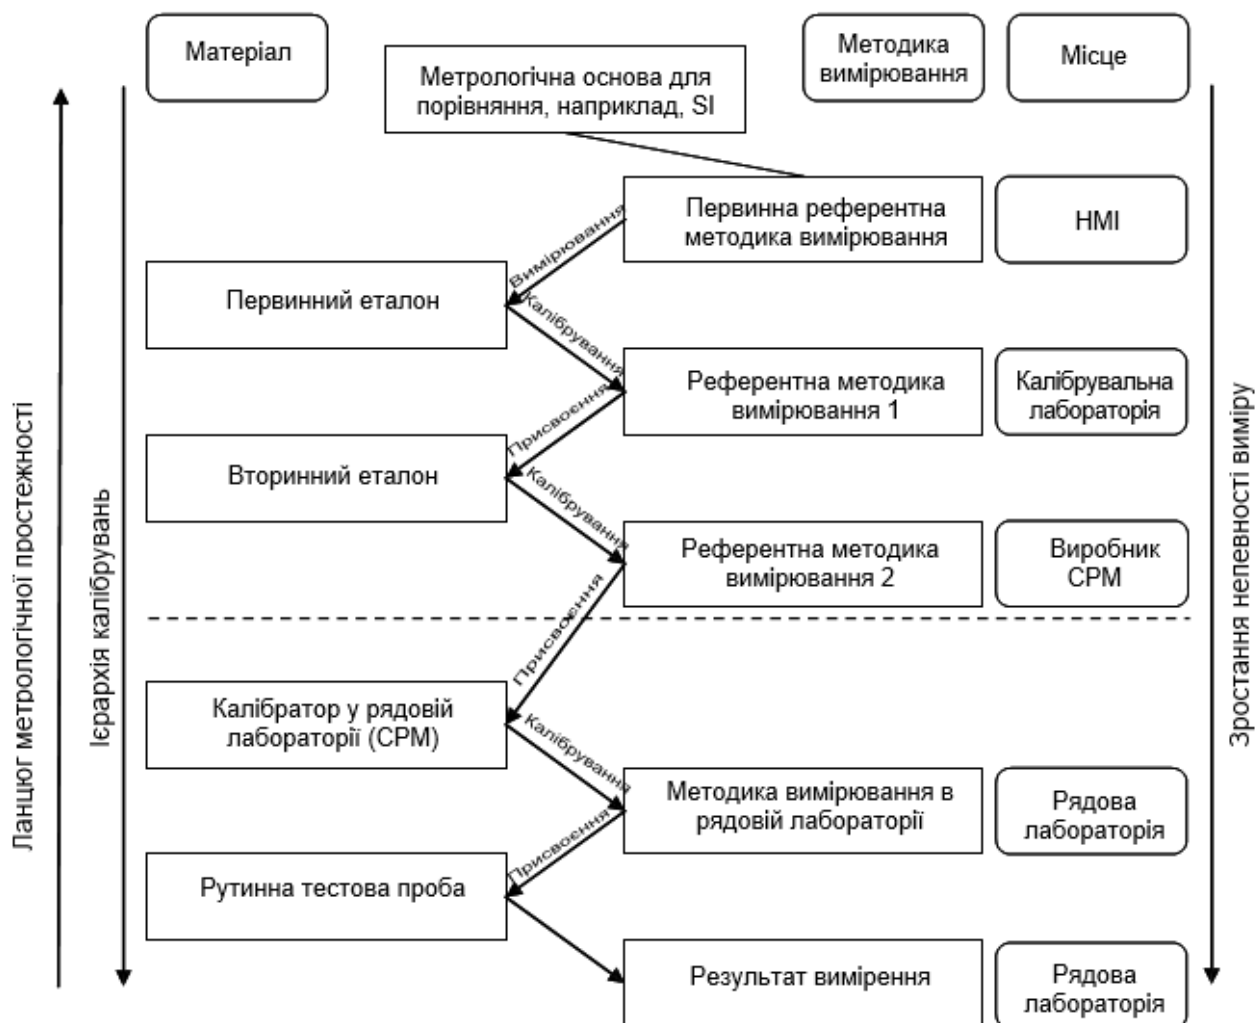 Матеріал
Метрологічна основа для
порівняння, наприклад, SI
Методика
вимірювання
Місце
Первинна референтна
методика вимірювання
НМІ
Вимірювання
Первинний еталон
Калібрування
Референтна методика
вимірювання 1
Калібрувальна
лабораторія
Присвоєння
Вторинний еталон
Калібрування
Референтна методика
вимірювання 2
Виробник
СРМ
Присвоєння
Калібратор у рядовій
лабораторії (СРМ)
Калібрування
Методика вимірювання в
рядовій лабораторії
Рядова
лабораторія
Присвоєння
Рутинна тестова проба
Результат вимірення
Рядова
лабораторія
Ланцюг метрологічної простежності
Ієрархія калібрувань
Зростання непевності виміру